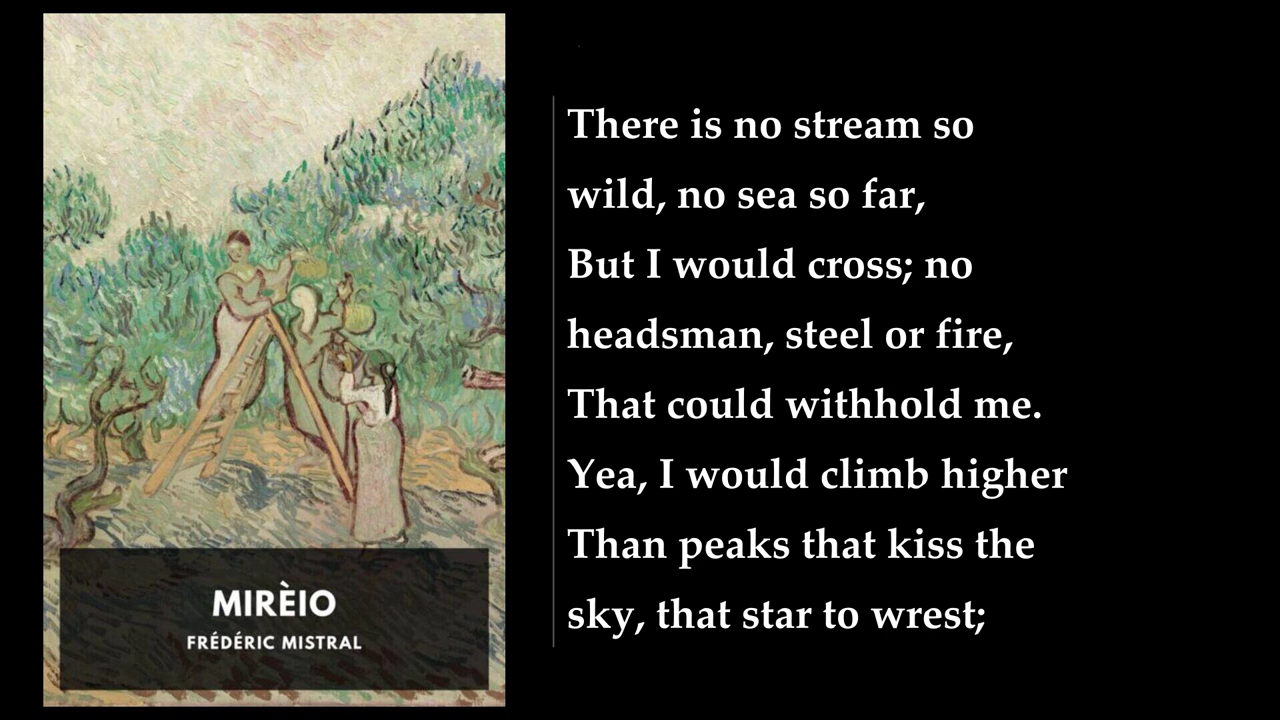 MIRÈIO
FRÉDÉRIC MISTRAL
There is no stream so
wild, no sea so far,
But I would cross; no
headsman, steel or fire,
That could withhold me.
Yea, I would climb higher
Than peaks that kiss the
sky, that star to wrest;